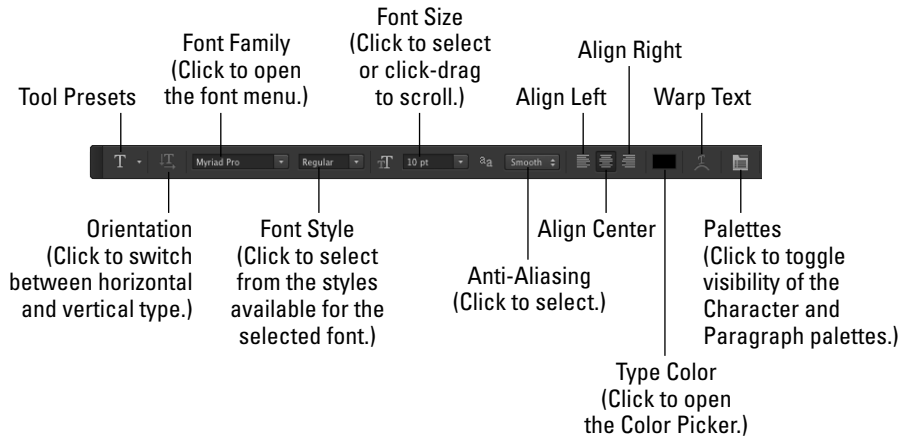 Font Size
(Click to select
or click-drag
to scroll.)
Font Family
(Click to open
the font menu.)
Align Right
Tool Presets
Align Left
Warp Text
T
T
Myriad Pro
Regular
TT
10 pt
aa
Smooth
T
Orientation
(Click to switch
between horizontal
and vertical type.)
Font Style
(Click to select
from the styles
available for the
selected font.)
Anti-Aliasing
(Click to select.)
Align Center
Type Color
(Click to open
the Color Picker.)
Palettes
(Click to toggle
visibility of the
Character and
Paragraph palettes.)